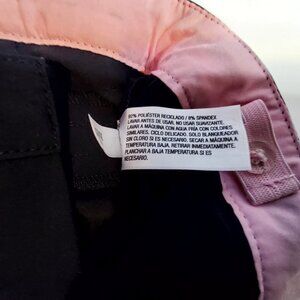 92% POLIÉSTER RECICLADO / 8% SPANDEX
LAVAR ANTES DE USAR. NO USAR SUAVIZANTE.
LAVAR A MÁQUINA CON AGUA FRÍA CON COLORES
SIMILARES. CICLO DELICADO. SOLO BLANQUEADOR
SIN CLORO SI ES NECESARIO. SECAR A
TEMPERATURA BAJA. RETIRAR INMEDIATAMENTE.
PLANCHAR A BAJA TEMPERATURA SI ES
NECESARIO.